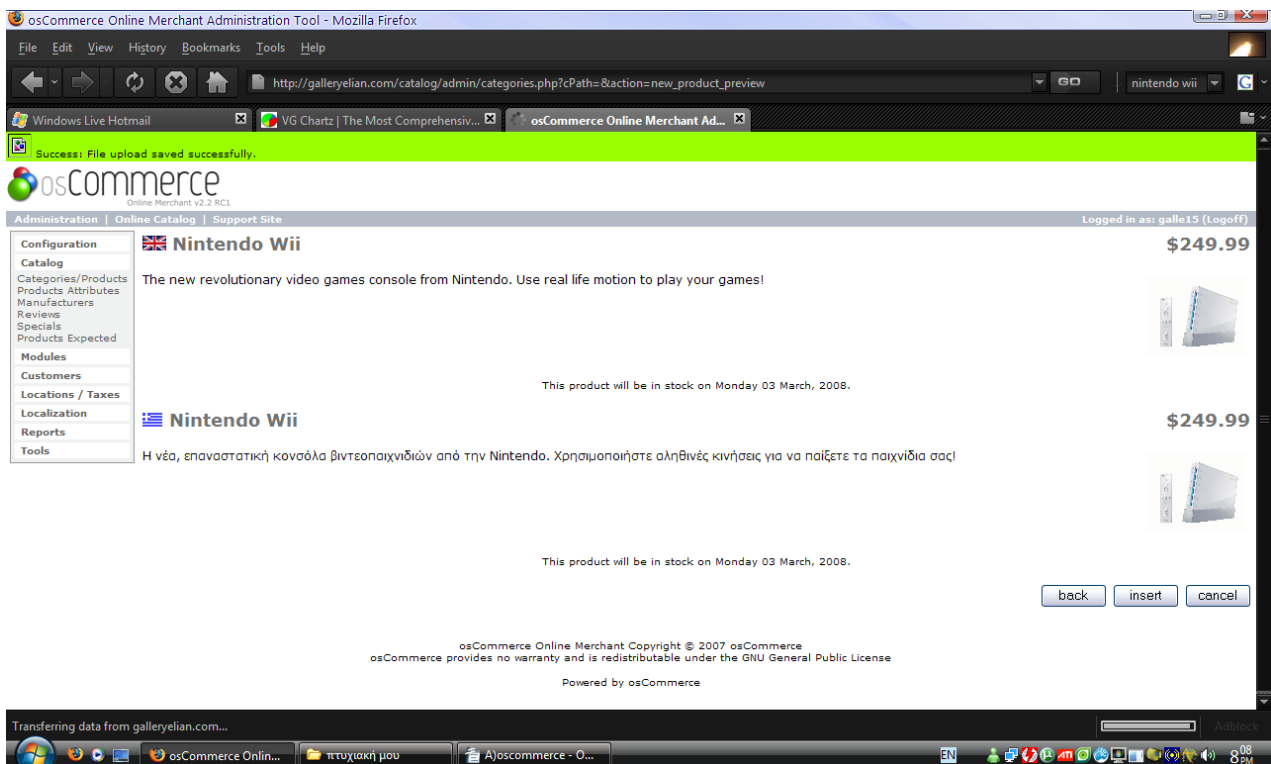 osCommerce Online Merchant Administration Tool - Mozilla Firefox
File Edit View History Bookmarks Tools Help
http://galleryelian.com/catalog/admin/categories.php?cPath=&action=new_product_preview GO nintendo wii G
Windows Live Hotmail VG Chartz | The Most Comprehensiv... osCommerce Online Merchant Ad...
Success: File upload saved successfully.
osCommerce
Online Merchant v2.2 RC1
Administration | Online Catalog | Support Site Logged in as: galle15 (Logoff)
Configuration
Catalog
Categories/Products
Products Attributes
Manufacturers
Reviews
Specials
Products Expected
Modules
Customers
Locations / Taxes
Localization
Reports
Tools
Nintendo Wii $249.99
The new revolutionary video games console from Nintendo. Use real life motion to play your games!
This product will be in stock on Monday 03 March, 2008.
Nintendo Wii $249.99
Η νέα, επαναστατική κονσόλα βιντεοπαιχνιδιών από την Nintendo. Χρησιμοποιήστε αληθινές κινήσεις για να παίξετε τα παιχνίδια σας!
This product will be in stock on Monday 03 March, 2008.
back insert cancel
osCommerce Online Merchant Copyright © 2007 osCommerce
osCommerce provides no warranty and is redistributable under the GNU General Public License
Powered by osCommerce
Transferring data from galleryelian.com... Adblock
osCommerce Onlin... πτυχιακή μου A)oscommerce - O... EN 8:08 PM